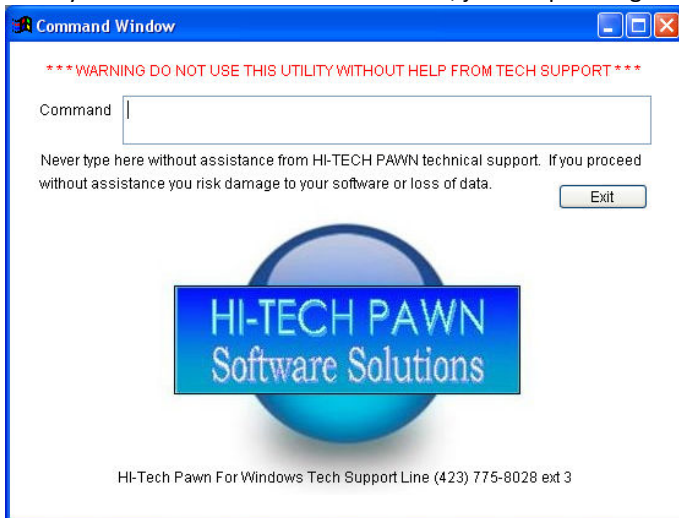 Command Window
* * * WARNING DO NOT USE THIS UTILITY WITHOUT HELP FROM TECH SUPPORT * * *
Command
Never type here without assistance from HI-TECH PAWN technical support. If you proceed
without assistance you risk damage to your software or loss of data.
Exit
HI-TECH PAWN
Software Solutions
HI-Tech Pawn For Windows Tech Support Line (423) 775-8028 ext 3